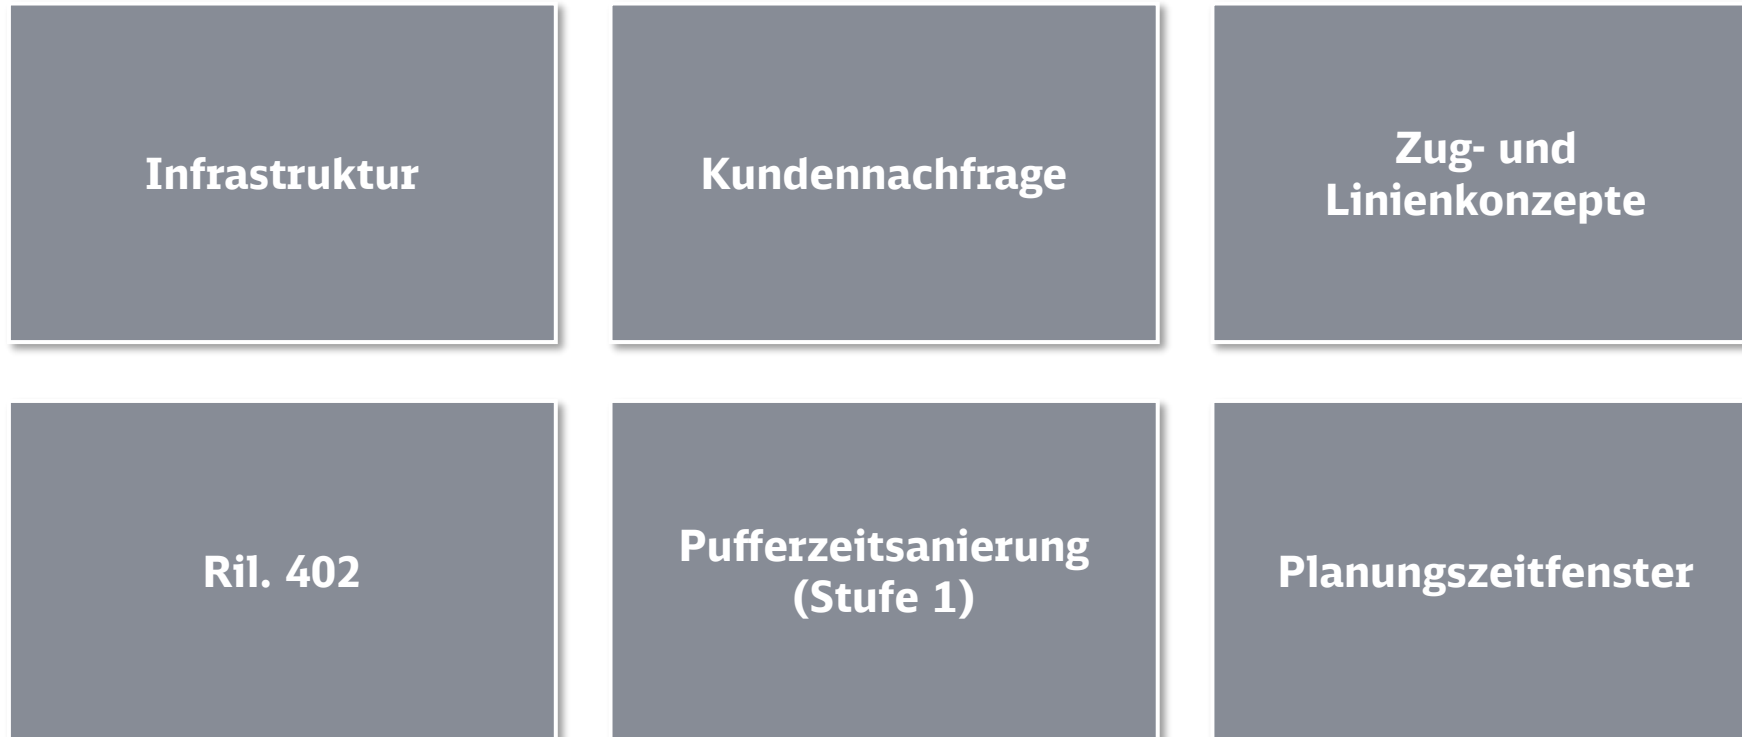 Infrastruktur
Kundennachfrage
Zug- und
Linienkonzepte
Ril. 402
Pufferzeitsanierung
(Stufe 1)
Planungszeitfenster